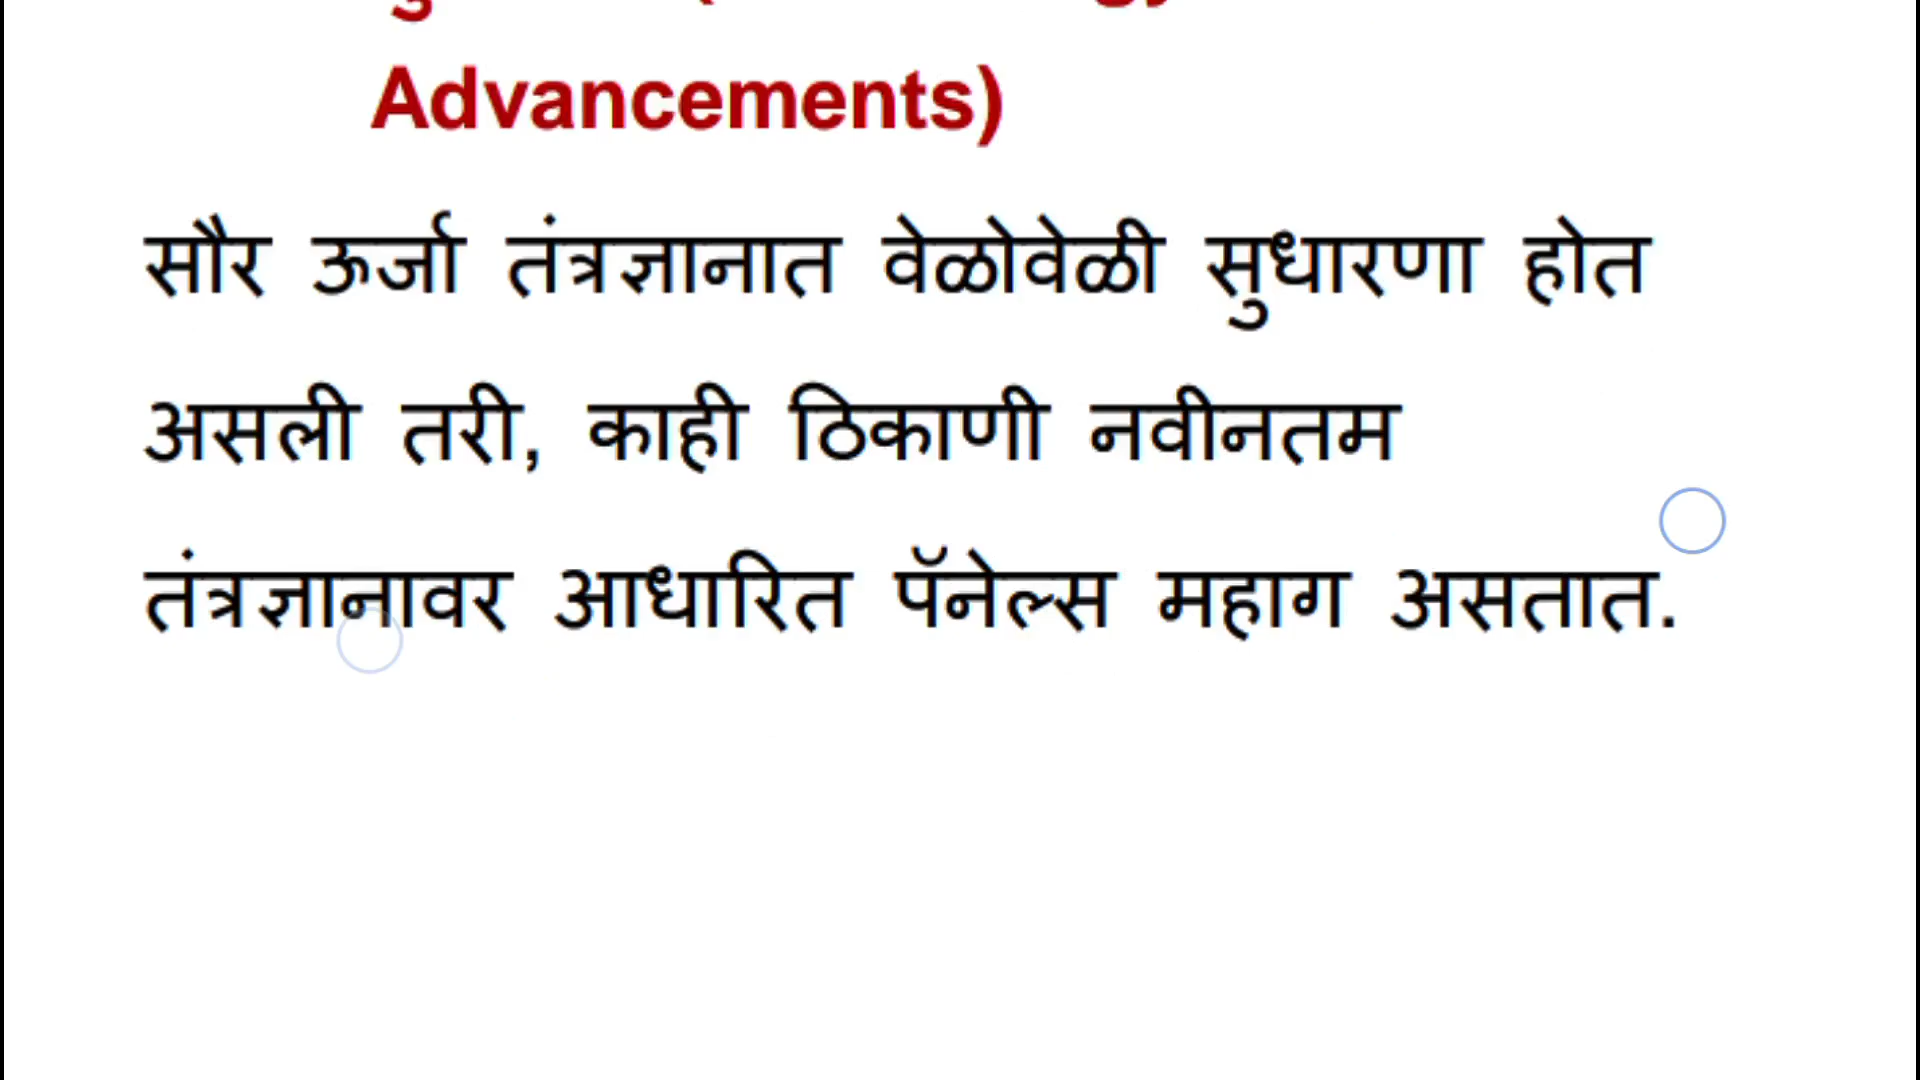 Advancements)
सौर ऊर्जा तंत्रज्ञानात वेळोवेळी सुधारणा होत
असली तरी, काही ठिकाणी नवीनतम
तंत्रज्ञानावर आधारित पॅनेल्स महाग असतात.